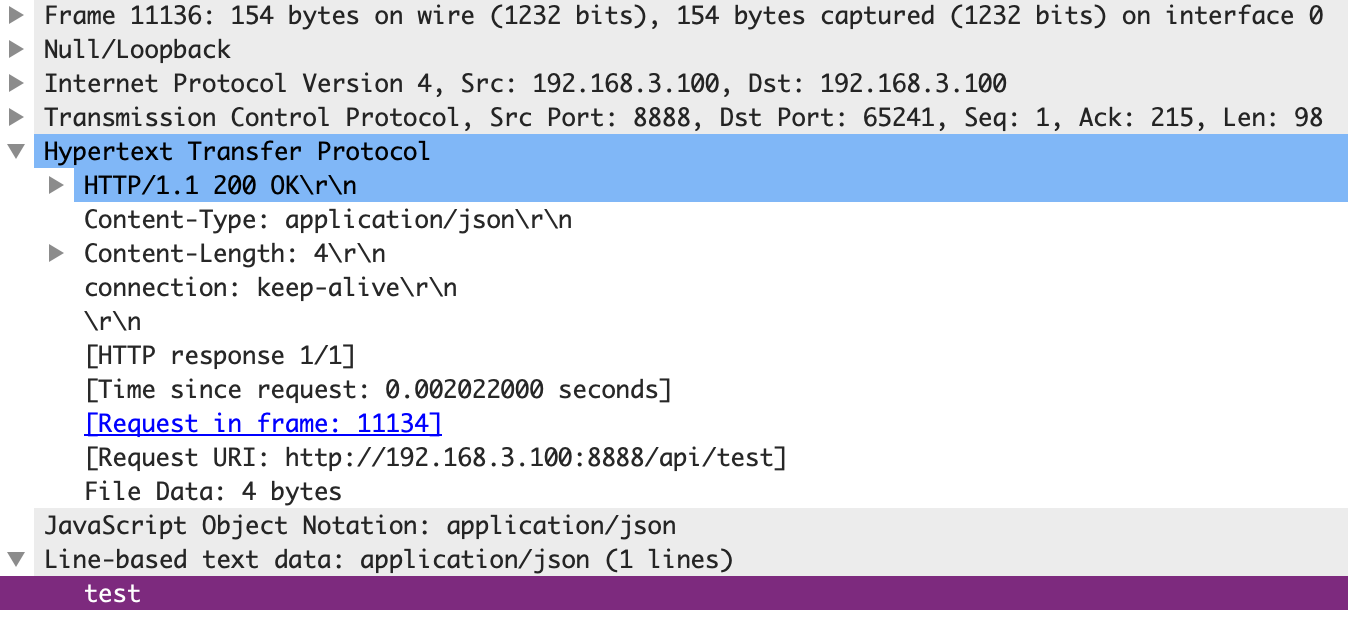 Frame 11136: 154 bytes on wire (1232 bits), 154 bytes captured (1232 bits) on interface 0
Null/Loopback
Internet Protocol Version 4, Src: 192.168.3.100, Dst: 192.168.3.100
Transmission Control Protocol, Src Port: 8888, Dst Port: 65241, Seq: 1, Ack: 215, Len: 98
Hypertext Transfer Protocol
HTTP/1.1 200 OK\r\n
Content-Type: application/json\r\n
Content-Length: 4\r\n
connection: keep-alive\r\n
\r\n
[HTTP response 1/1]
[Time since request: 0.002022000 seconds]
[Request in frame: 11134]
[Request URI: http://192.168.3.100:8888/api/test]
File Data: 4 bytes
JavaScript Object Notation: application/json
Line-based text data: application/json (1 lines)
test